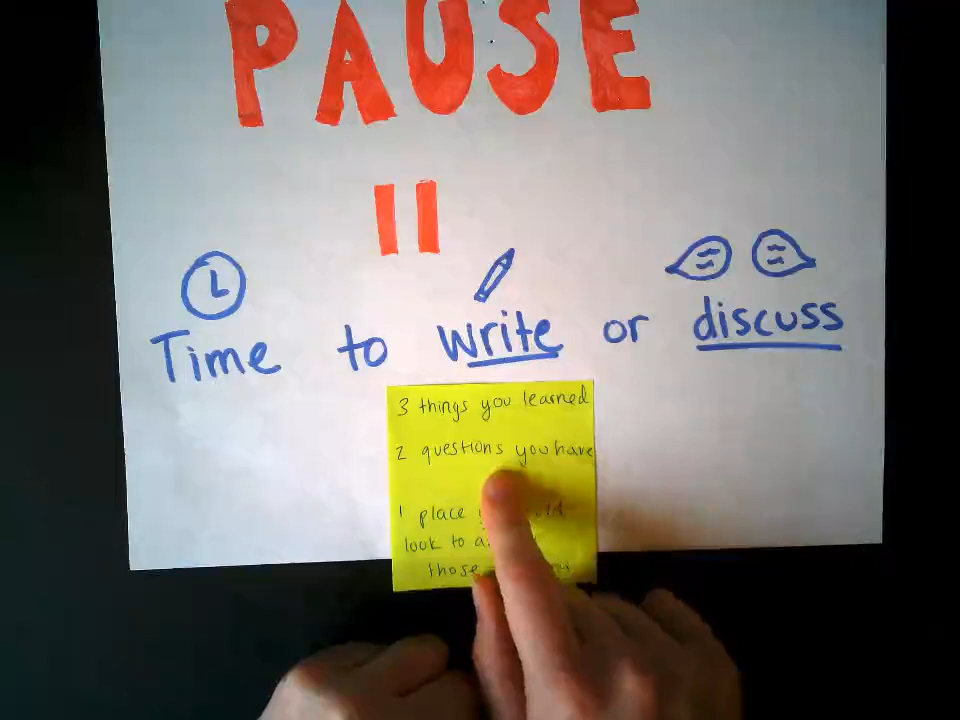 PAUSE
Time to write or discuss
3 things you learned
2 questions you have
1 place
look to
those